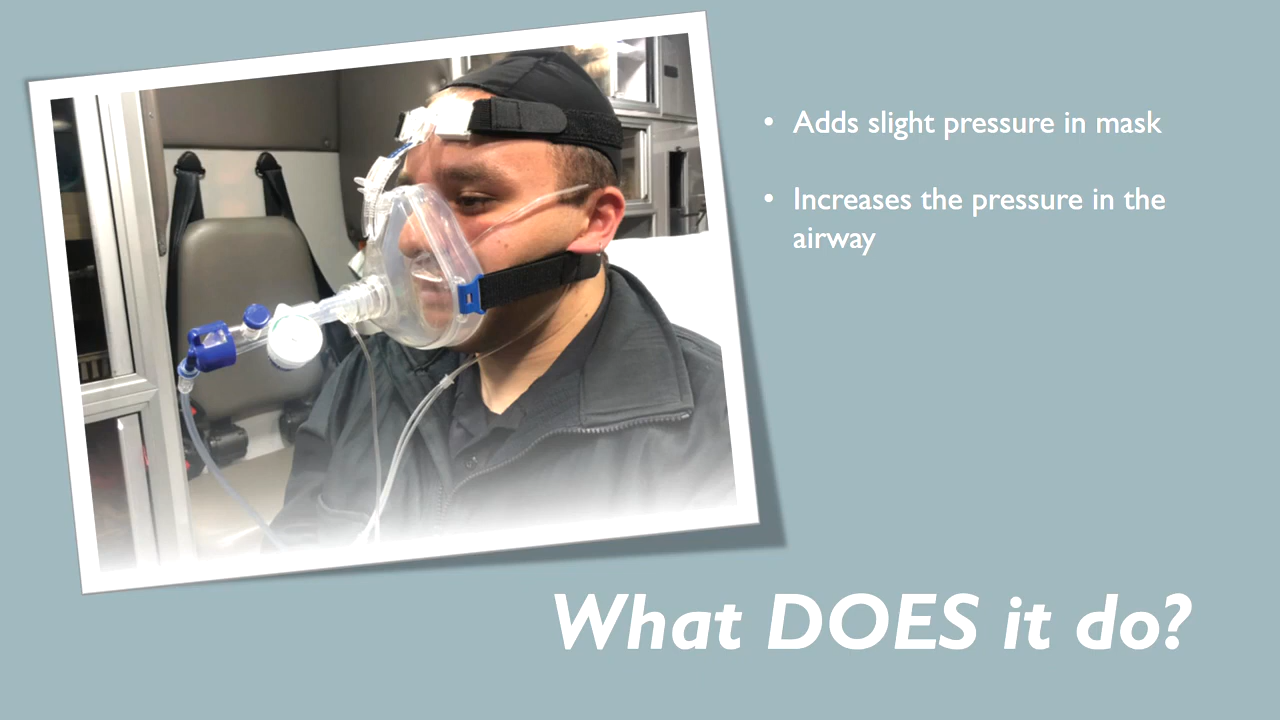 • Adds slight pressure in mask
• Increases the pressure in the
airway
What DOES it do?